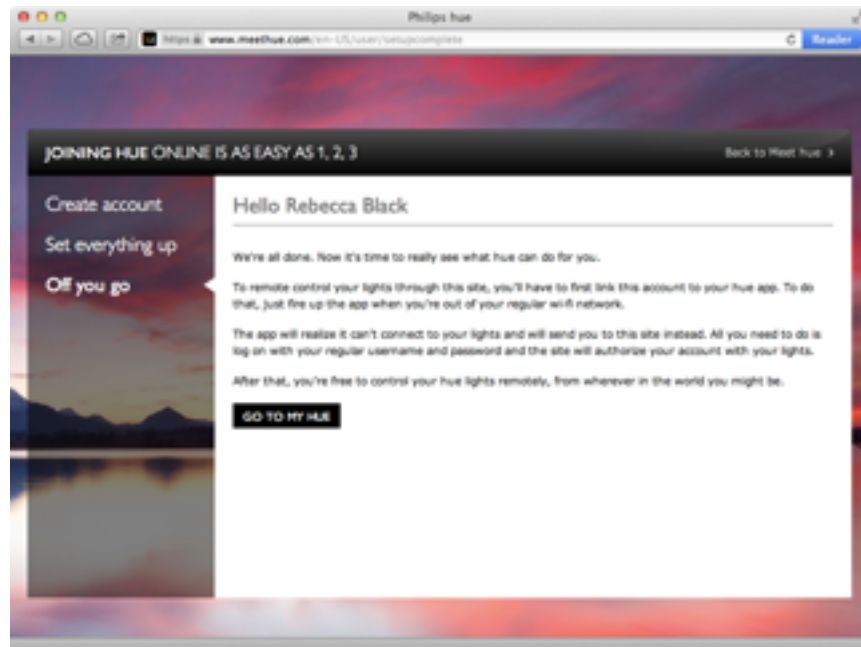 Philips hue
https www.meethue.com/en-US/user/setupcomplete
Reader
JOINING HUE ONLINE IS AS EASY AS 1, 2, 3
Back to Meet hue
Create account
Set everything up
Off you go
Hello Rebecca Black
We're all done. Now it's time to really see what hue can do for you.
To remote control your lights through this site, you'll have to first link this account to your hue app. To do
that, just fire up the app when you're out of your regular wi-fi network.
The app will realize it can't connect to your lights and will send you to this site instead. All you need to do is
log on with your regular username and password and the site will authorize your account with your lights.
After that, you're free to control your hue lights remotely, from wherever in the world you might be.
GO TO MY HUE